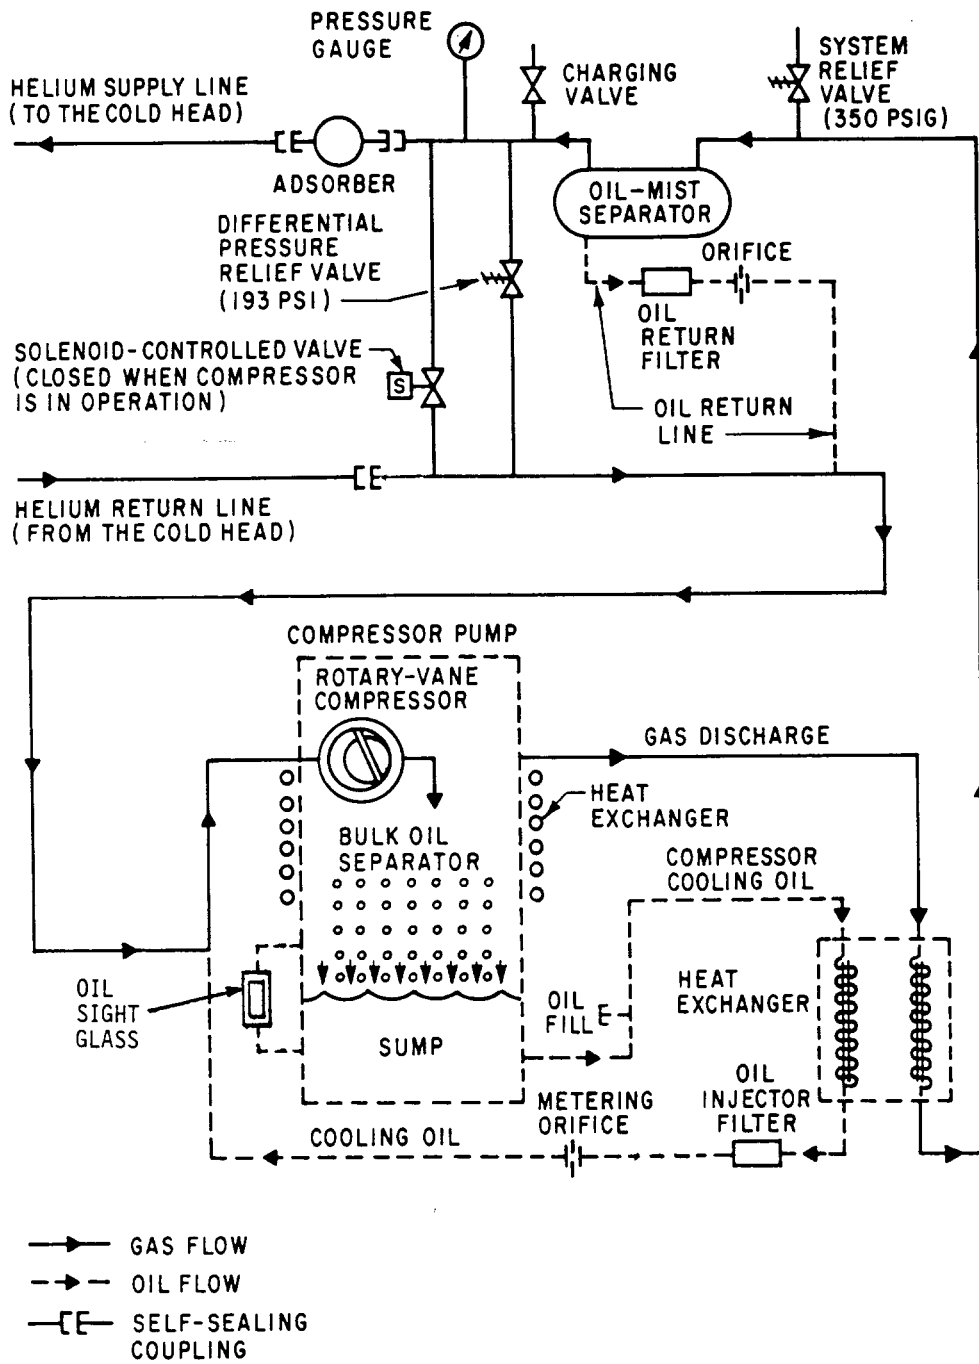 PRESSURE
GAUGE
CHARGING
VALVE
SYSTEM
RELIEF
VALVE
(350 PSIG)
HELIUM SUPPLY LINE
(TO THE COLD HEAD)
ADSORBER
OIL-MIST
SEPARATOR
DIFFERENTIAL
PRESSURE
RELIEF VALVE
(193 PSI)
ORIFICE
OIL
RETURN
FILTER
SOLENOID-CONTROLLED VALVE
(CLOSED WHEN COMPRESSOR
IS IN OPERATION)
S
OIL RETURN
LINE
HELIUM RETURN LINE
(FROM THE COLD HEAD)
COMPRESSOR PUMP
ROTARY-VANE
COMPRESSOR
GAS DISCHARGE
HEAT
EXCHANGER
BULK OIL
SEPARATOR
COMPRESSOR
COOLING OIL
OIL
SIGHT
GLASS
OIL
FILL
HEAT
EXCHANGER
SUMP
METERING
ORIFICE
OIL
INJECTOR
FILTER
COOLING OIL
GAS FLOW
OIL FLOW
SELF-SEALING
COUPLING